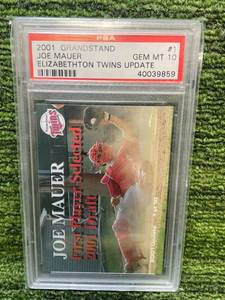 PSA
2001 GRANDSTAND #1
JOE MAUER GEM MT 10
ELIZABETHTON TWINS UPDATE
40039859
Twins
JOE MAUER
First Player Selected
2001 Draft